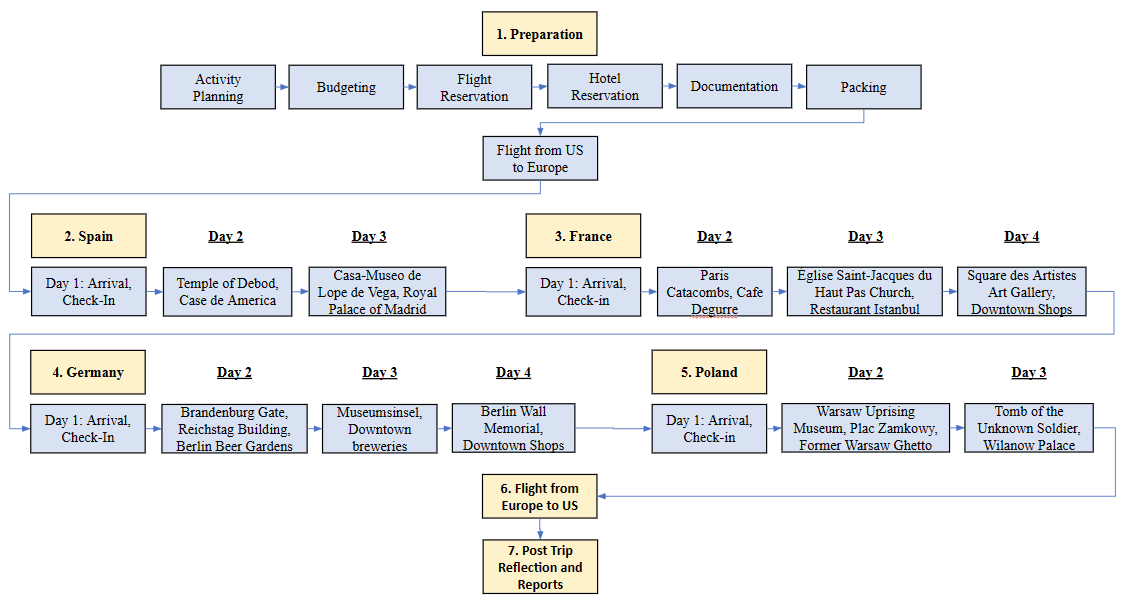 1. Preparation
Activity
Planning
Budgeting
Flight
Reservation
Hotel
Reservation
Documentation
Packing
Flight from US
to Europe
2. Spain
Day 2
Day 3
Day 1: Arrival,
Check-In
Temple of Debod,
Case de America
Casa-Museo de
Lope de Vega, Royal
Palace of Madrid
3. France
Day 2
Day 3
Day 4
Day 1: Arrival,
Check-in
Paris
Catacombs, Cafe
Degurre
Église Saint-Jacques du
Haut Pas Church,
Restaurant Istanbul
Square des Artistes
Art Gallery,
Downtown Shops
4. Germany
Day 2
Day 3
Day 4
Day 1: Arrival,
Check-In
Brandenburg Gate,
Reichstag Building,
Berlin Beer Gardens
Museumsinsel,
Downtown
breweries
Berlin Wall
Memorial,
Downtown Shops
5. Poland
Day 2
Day 3
Day 1: Arrival,
Check-in
Warsaw Uprising
Museum, Plac Zamkowy,
Former Warsaw Ghetto
Tomb of the
Unknown Soldier,
Wilanow Palace
6. Flight from
Europe to US
7. Post Trip
Reflection and
Reports